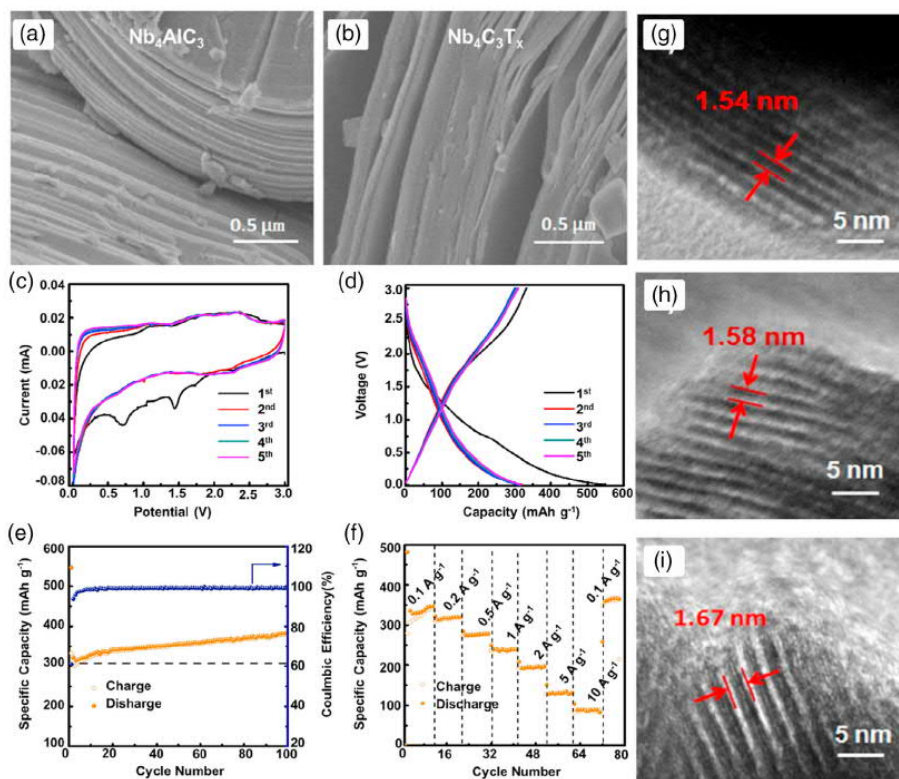 (a)
Nb₄AlC₃
0.5 μm
(b)
Nb₄C₃Tₓ
0.5 μm
(g)
1.54 nm
5 nm
(c)
Current (mA)
0.04
0.02
0.00
0.02
0.04
-0.06
-0.08
0.0 0.5 1.0 1.5 2.0 2.5 3.0
Potential (V)
1st
2nd
3rd
4th
5th
(d)
Voltage (V)
3.0
2.5
2.0
1.5
1.0
0.5
0.0
0 100 200 300 400 500 600
Capacity (mAh g⁻¹)
1st
2nd
3rd
4th
5th
(h)
1.58 nm
5 nm
(e)
Specific Capacity (mAh g⁻¹)
600
500
400
300
200
100
0 20 40 60 80 100
Cycle Number
120
100
80
60
40
20
Coulmbic Efficiency(%)
Charge
Disharge
(f)
Specific Capacity (mAh g⁻¹)
500
400
300
200
100
0
0 16 32 48 64 80
Cycle Number
0.1 A g⁻¹
0.2 A g⁻¹
0.5 A g⁻¹
1 A g⁻¹
2 A g⁻¹
5 A g⁻¹
10 A g⁻¹
0.1 A g⁻¹
Charge
Discharge
(i)
1.67 nm
5 nm